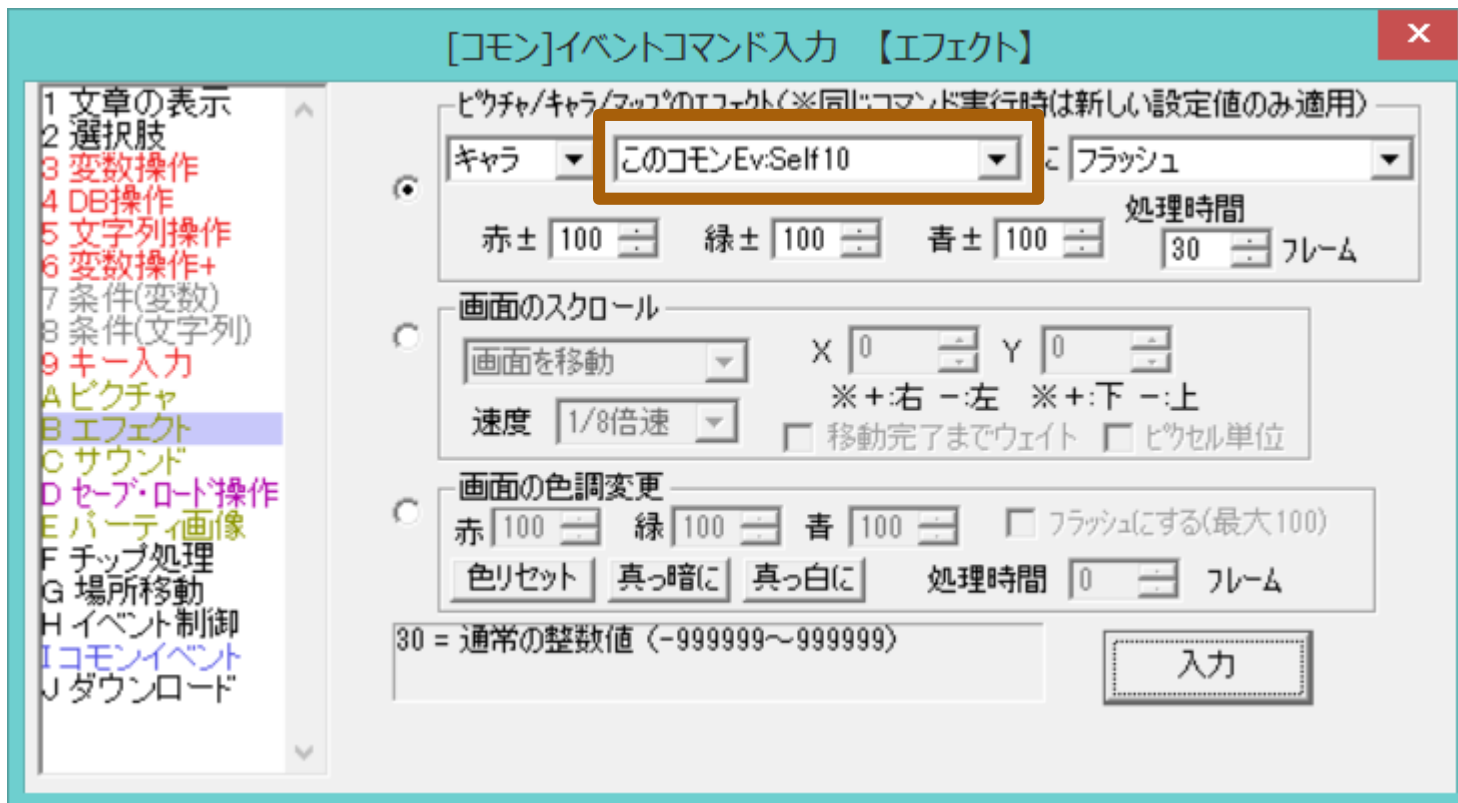 [コモン]イベントコマンド入力 【エフェクト】
1 文章の表示
2 選択肢
3 変数操作
4 DB操作
5 文字列操作
6 変数操作+
7 条件(変数)
8 条件(文字列)
9 キー入力
A ピクチャ
B エフェクト
C サウンド
D セーブ・ロード操作
E パーティ画像
F チップ処理
G 場所移動
H イベント制御
I コモンイベント
J ダウンロード
ピクチャ/キャラ/マップのエフェクト(※同じコマンド実行時は新しい設定値のみ適用)
キャラ このコモンEv:Self10 に フラッシュ
処理時間
赤± 100 緑± 100 青± 100 30 フレーム
画面のスクロール
画面を移動 X 0 Y 0
※+:右 -:左 ※+:下 -:上
速度 1/8倍速 移動完了までウェイト ピクセル単位
画面の色調変更
赤 100 緑 100 青 100 フラッシュにする(最大100)
色リセット 真っ暗に 真っ白に 処理時間 0 フレーム
30 = 通常の整数値 (-999999~999999)
入力